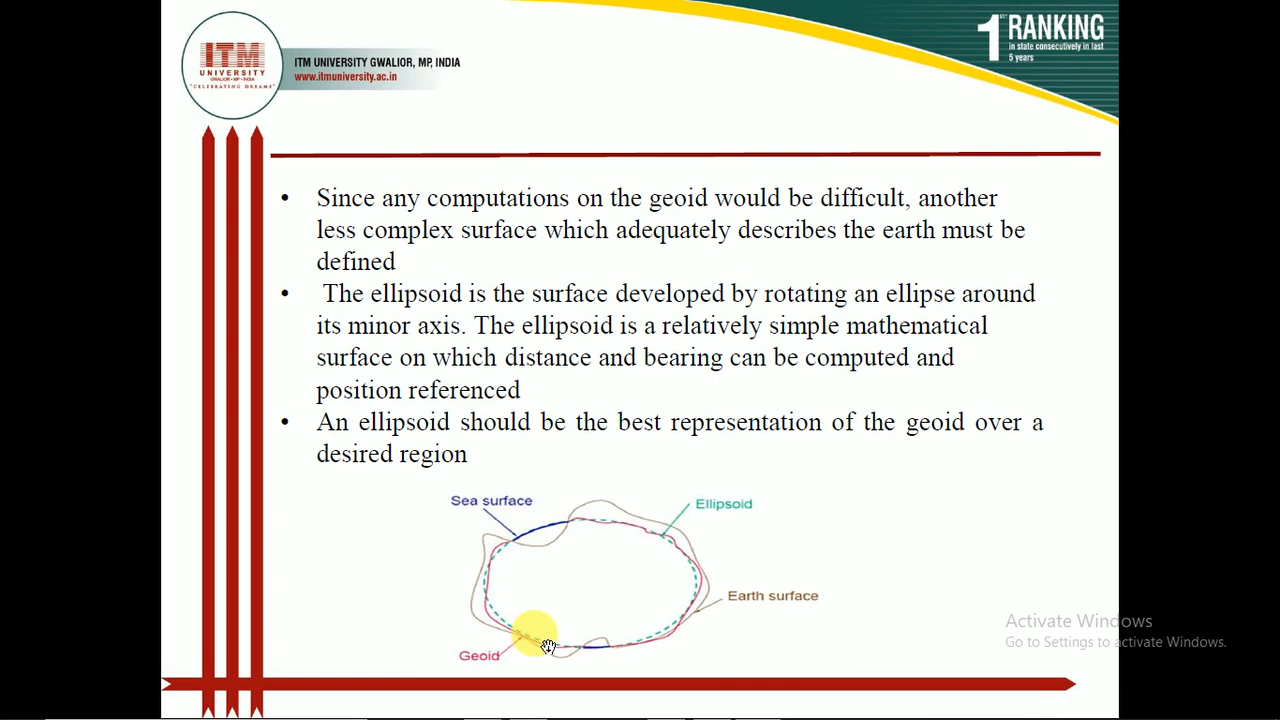 ITM
UNIVERSITY
GWALIOR • MP • INDIA
"CELEBRATING DREAMS"
ITM UNIVERSITY GWALIOR, MP, INDIA
www.itmuniversity.ac.in
1ST RANKING
in state consecutively in last
5 years
• Since any computations on the geoid would be difficult, another
less complex surface which adequately describes the earth must be
defined
• The ellipsoid is the surface developed by rotating an ellipse around
its minor axis. The ellipsoid is a relatively simple mathematical
surface on which distance and bearing can be computed and
position referenced
• An ellipsoid should be the best representation of the geoid over a
desired region
Sea surface
Ellipsoid
Earth surface
Geoid
Activate Windows
Go to Settings to activate Windows.